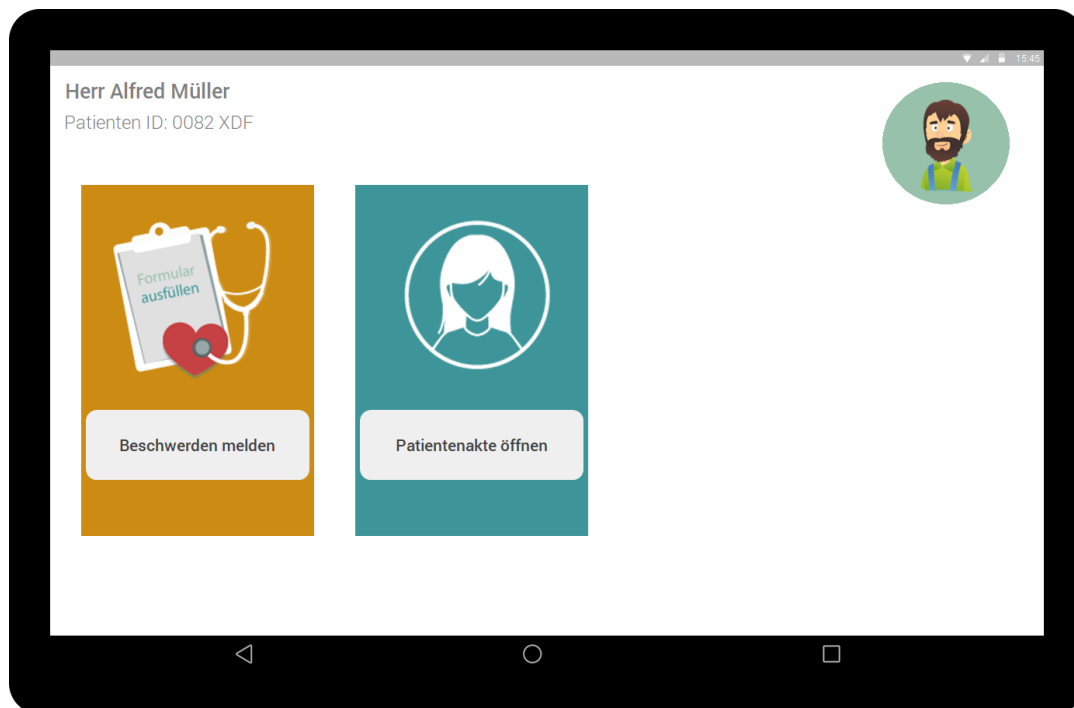 15:45
Herr Alfred Müller
Patienten ID: 0082 XDF
Formular
ausfüllen
Beschwerden melden
Patientenakte öffnen